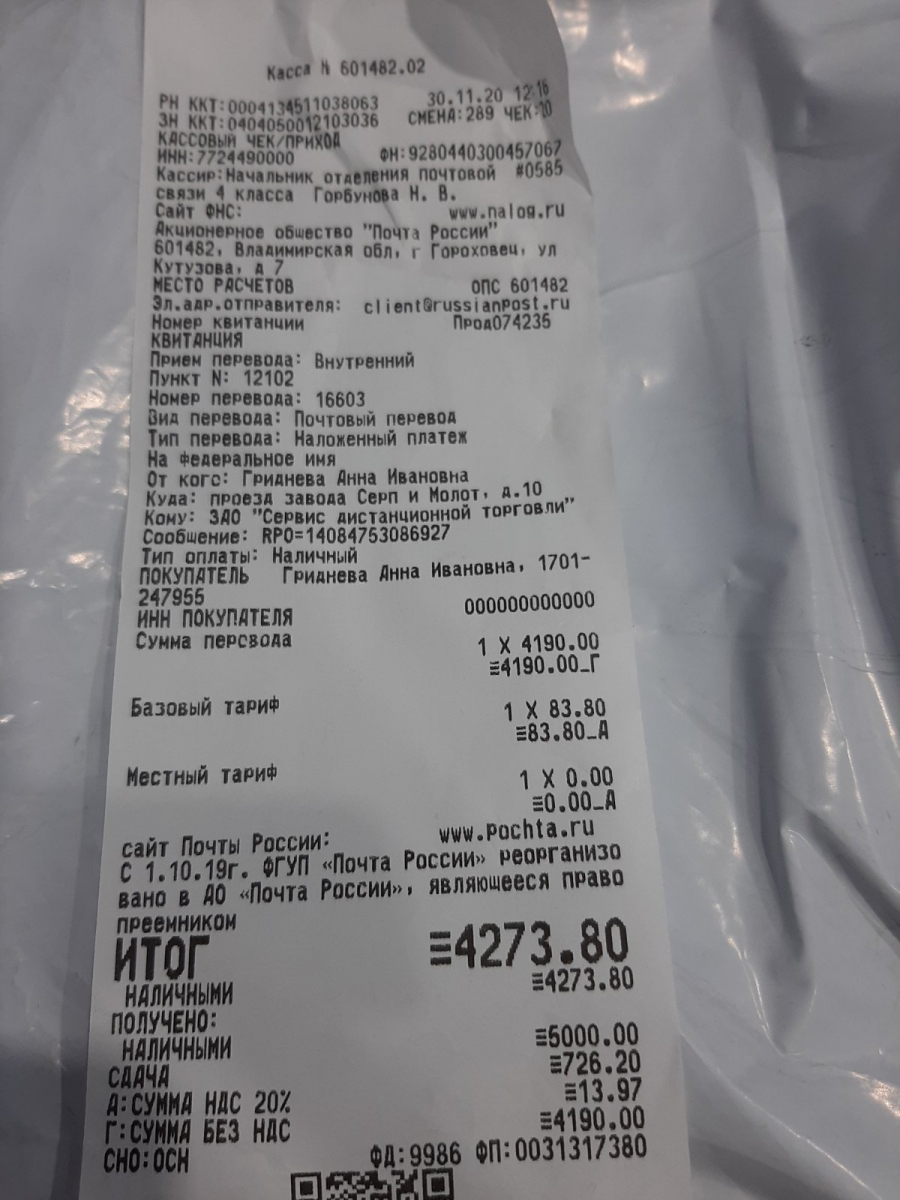 Касса № 601482.02
РН ККТ:0004134511038063 30.11.20 12:16
ЗН ККТ:0404050012103036 СМЕНА:289 ЧЕК:10
КАССОВЫЙ ЧЕК/ПРИХОД
ИНН:7724490000 ФН:9280440300457067
Кассир:Начальник отделения почтовой #0585
связи 4 класса Горбунова Н. В.
Сайт ФНС: www.nalog.ru
Акционерное общество "Почта России"
601482, Владимирская обл, г Гороховец, ул
Кутузова, д 7
МЕСТО РАСЧЕТОВ ОПС 601482
Эл.адр.отправителя: client@russianpost.ru
Номер квитанции Прод074235
КВИТАНЦИЯ
Прием перевода: Внутренний
Пункт N: 12102
Номер перевода: 16603
Вид перевода: Почтовый перевод
Тип перевода: Наложенный платеж
На федеральное имя
От кого: Гриднева Анна Ивановна
Куда: проезд завода Серп и Молот, д.10
Кому: ЗАО "Сервис дистанционной торговли"
Сообщение: RPO=14084753086927
Тип оплаты: Наличный
ПОКУПАТЕЛЬ Гриднева Анна Ивановна, 1701-
247955
ИНН ПОКУПАТЕЛЯ 000000000000
Сумма перевода 1 X 4190.00
≡4190.00_Г
Базовый тариф 1 X 83.80
≡83.80_А
Местный тариф 1 X 0.00
≡0.00_А
сайт Почты России: www.pochta.ru
С 1.10.19г. ФГУП «Почта России» реорганизо
вано в АО «Почта России», являющееся право
преемником
ИТОГ ≡4273.80
НАЛИЧНЫМИ ≡4273.80
ПОЛУЧЕНО:
НАЛИЧНЫМИ ≡5000.00
СДАЧА ≡726.20
А:СУММА НДС 20% ≡13.97
Г:СУММА БЕЗ НДС ≡4190.00
СНО:ОСН ФД:9986 ФП:0031317380